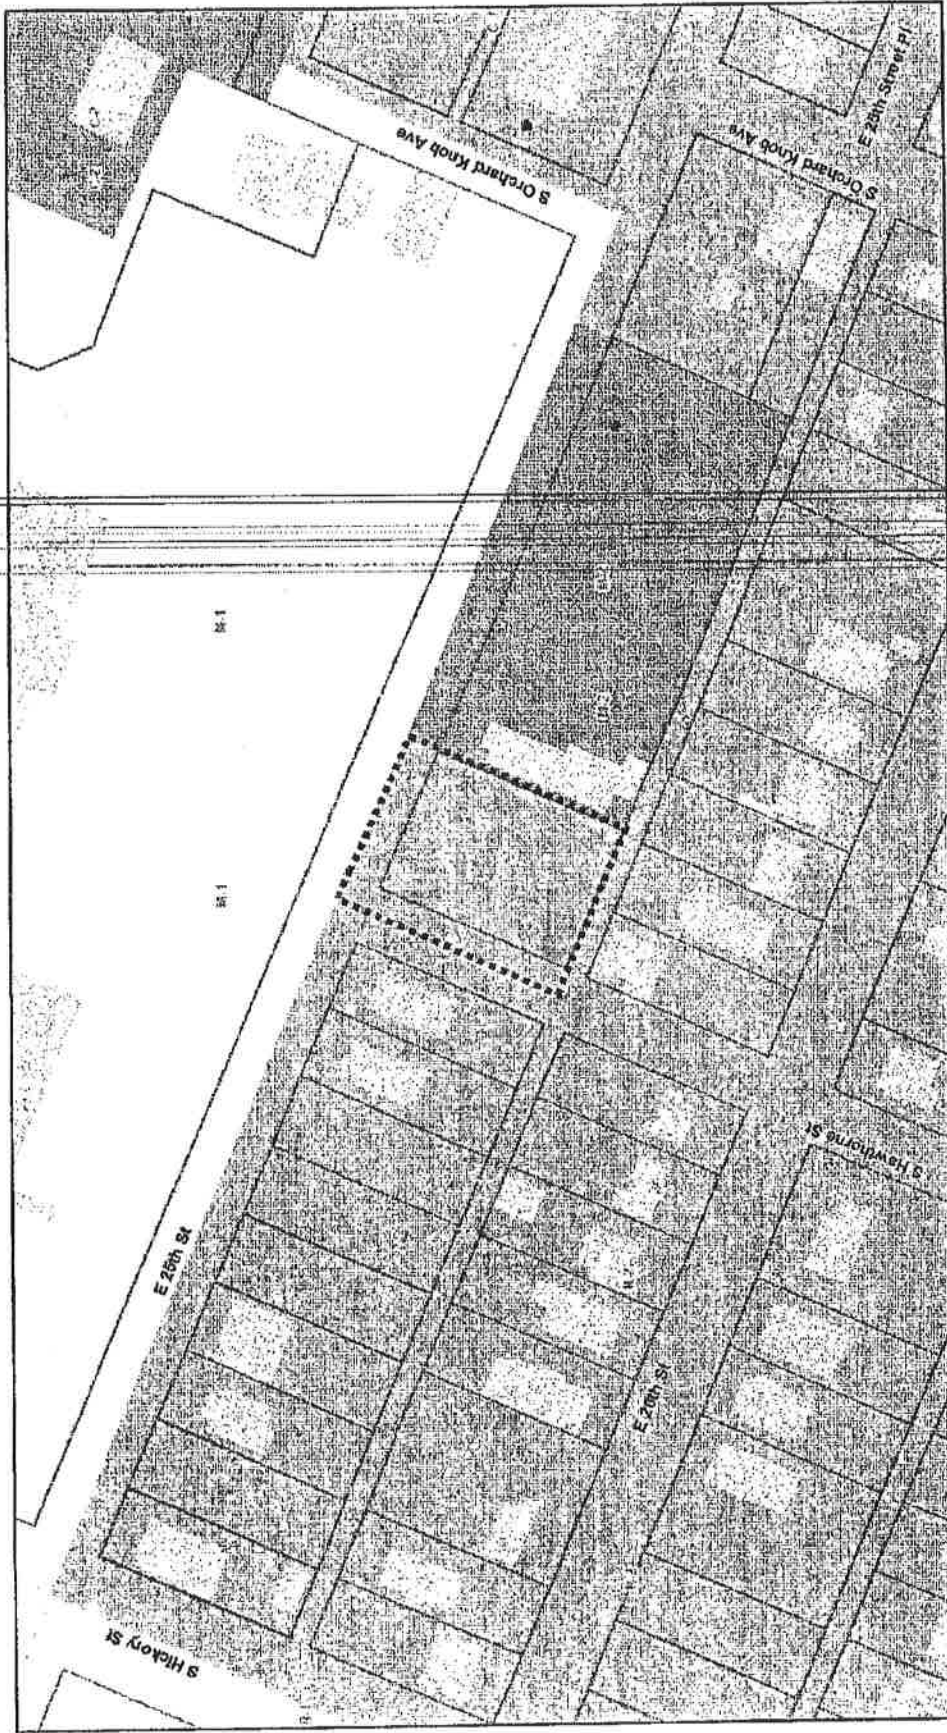 C-2
S Orchard Knob Ave
E 25th Street Pl
S Orchard Knob Ave
M-1
M-1
E 25th St
S Hawthorne St
E 26th St
S Hickory St